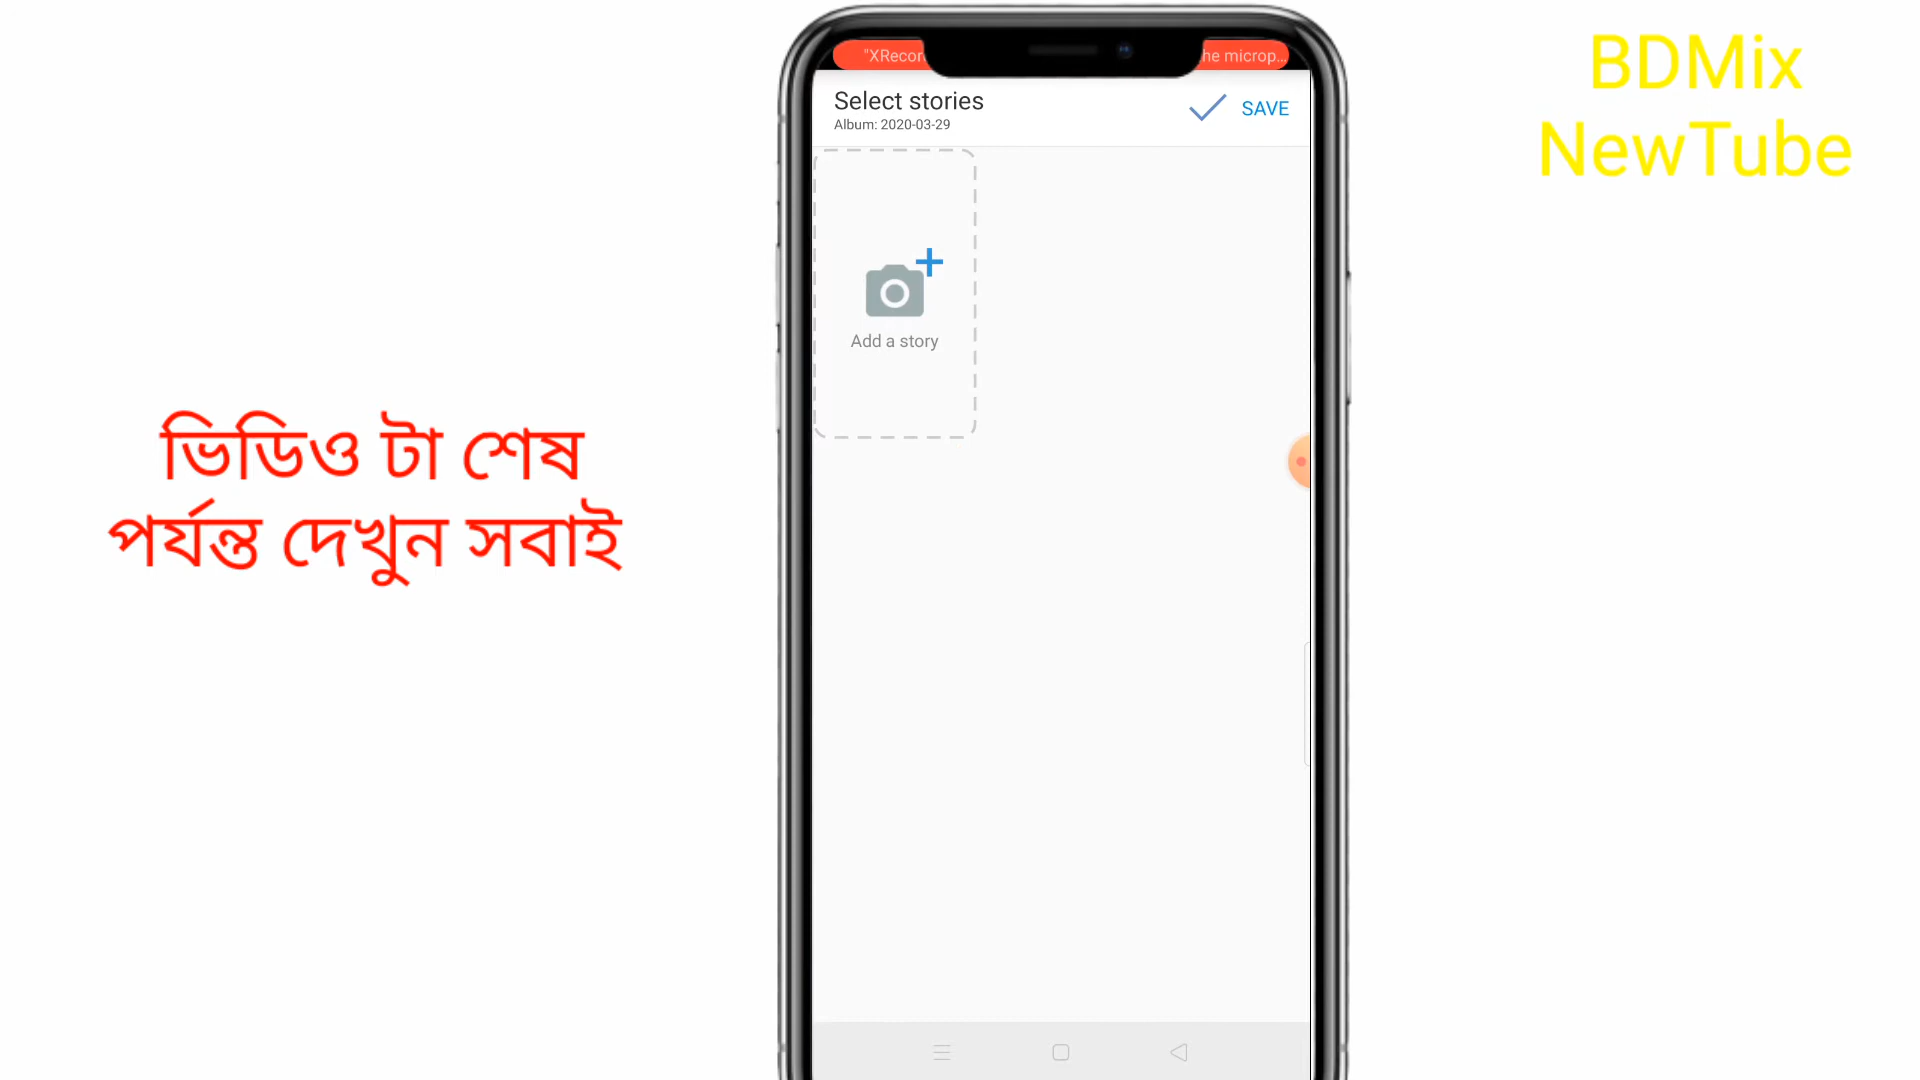 "XRecor
he microp...
Select stories
Album: 2020-03-29
SAVE
Add a story
BDMix
NewTube
ভিডিও টা শেষ
পর্যন্ত দেখুন সবাই